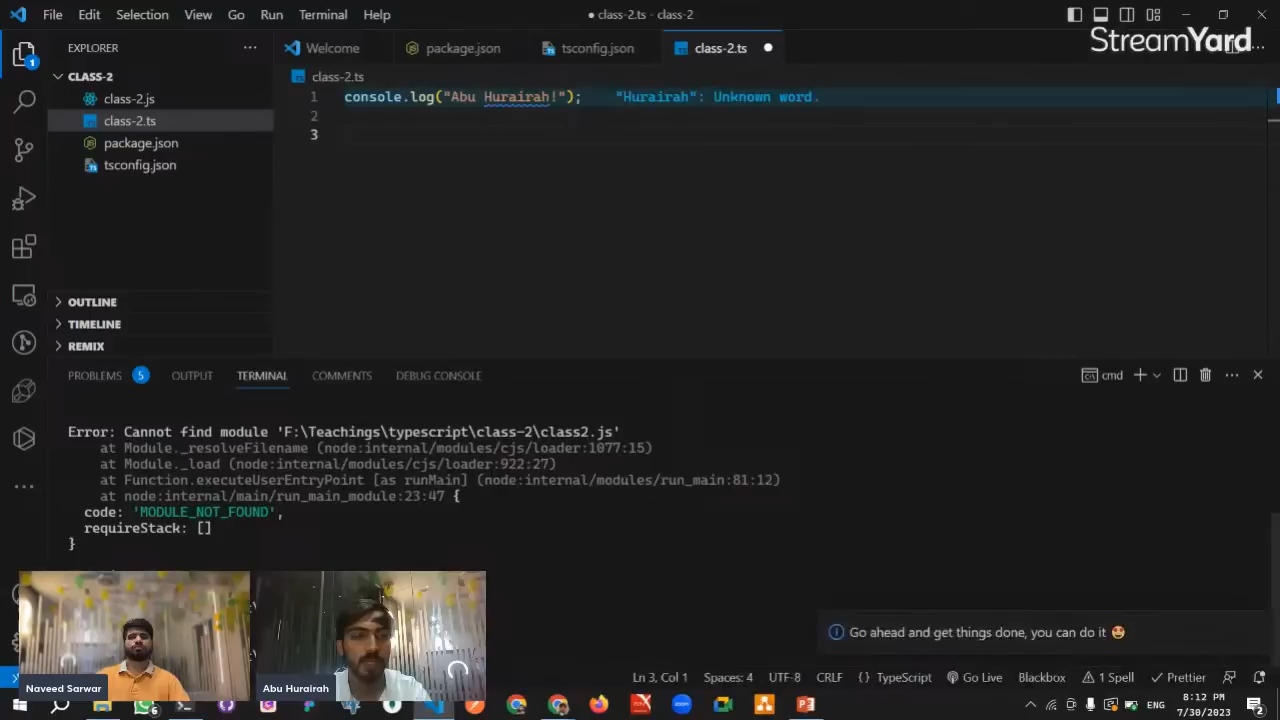 File Edit Selection View Go Run Terminal Help
● class-2.ts - class-2
StreamYard
EXPLORER
Welcome
package.json
tsconfig.json
class-2.ts
CLASS-2
class-2.js
class-2.ts
package.json
tsconfig.json
OUTLINE
TIMELINE
REMIX
1
class-2.ts
1 console.log("Abu Hurairah!"); "Hurairah": Unknown word.
2
3
PROBLEMS 5 OUTPUT TERMINAL COMMENTS DEBUG CONSOLE
cmd
Error: Cannot find module 'F:\Teachings\typescript\class-2\class2.js'
at Module._resolveFilename (node:internal/modules/cjs/loader:1077:15)
at Module._load (node:internal/modules/cjs/loader:922:27)
at Function.executeUserEntryPoint [as runMain] (node:internal/modules/run_main:81:12)
at node:internal/main/run_main_module:23:47 {
code: 'MODULE_NOT_FOUND',
requireStack: []
}
Go ahead and get things done, you can do it 🤩
Naveed Sarwar
Abu Hurairah
Ln 3, Col 1 Spaces: 4 UTF-8 CRLF {} TypeScript Go Live Blackbox 1 Spell Prettier
6
ENG
8:12 PM
7/30/2023
2